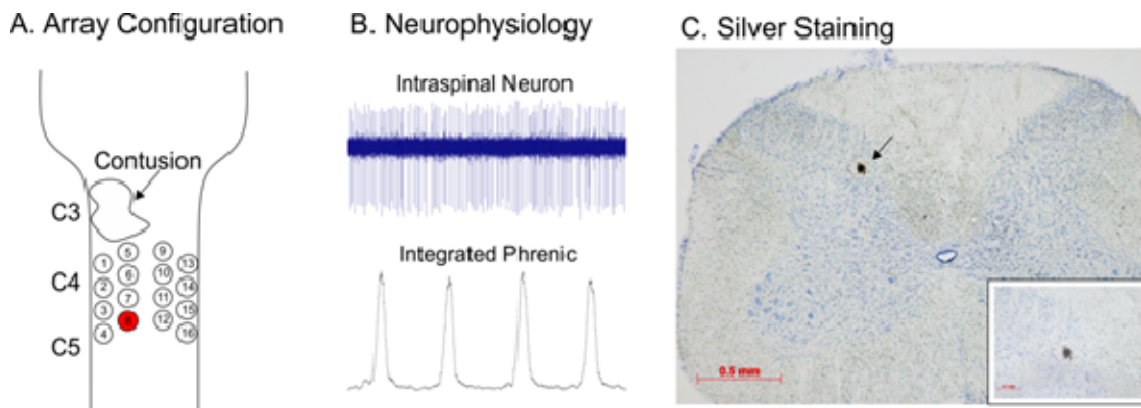 A. Array Configuration
Contusion
C3
C4
C5
1
2
3
4
5
6
7
9
10
11
12
13
14
15
16
B. Neurophysiology
Intraspinal Neuron
Integrated Phrenic
C. Silver Staining
0.5 mm